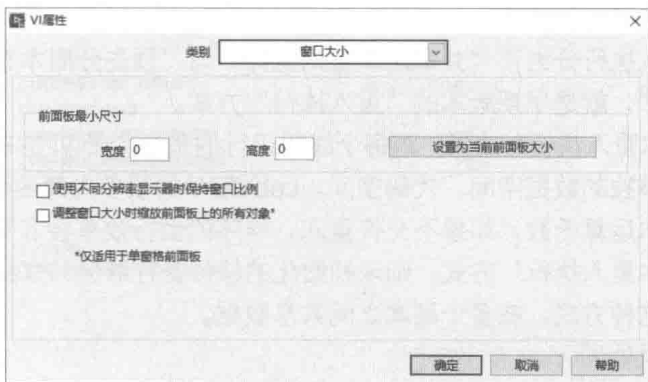 VI属性
类别 窗口大小
前面板最小尺寸
宽度 0 高度 0 设置为当前前面板大小
使用不同分辨率显示器时保持窗口比例
调整窗口大小时缩放前面板上的所有对象*
*仅适用于单窗格前面板
确定 取消 帮助